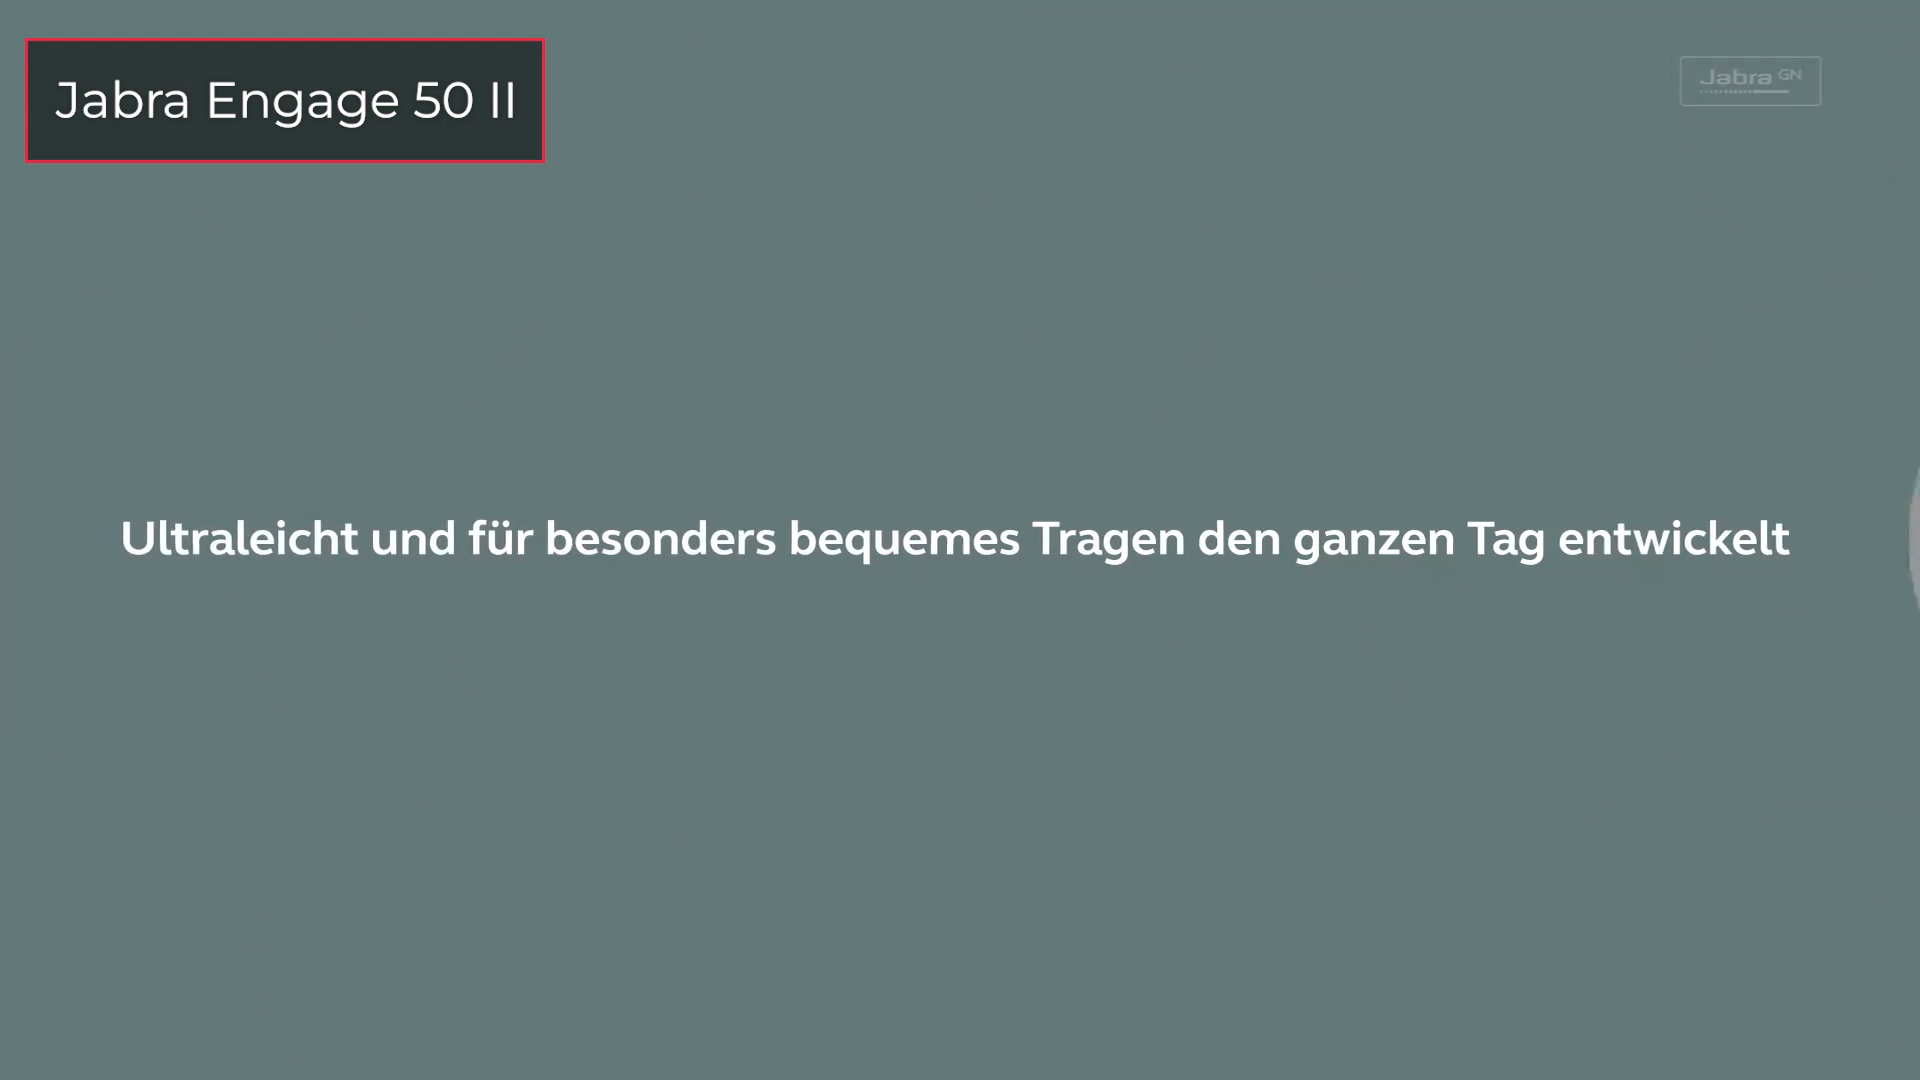 Jabra Engage 50 II
Jabra GN
Ultraleicht und für besonders bequemes Tragen den ganzen Tag entwickelt